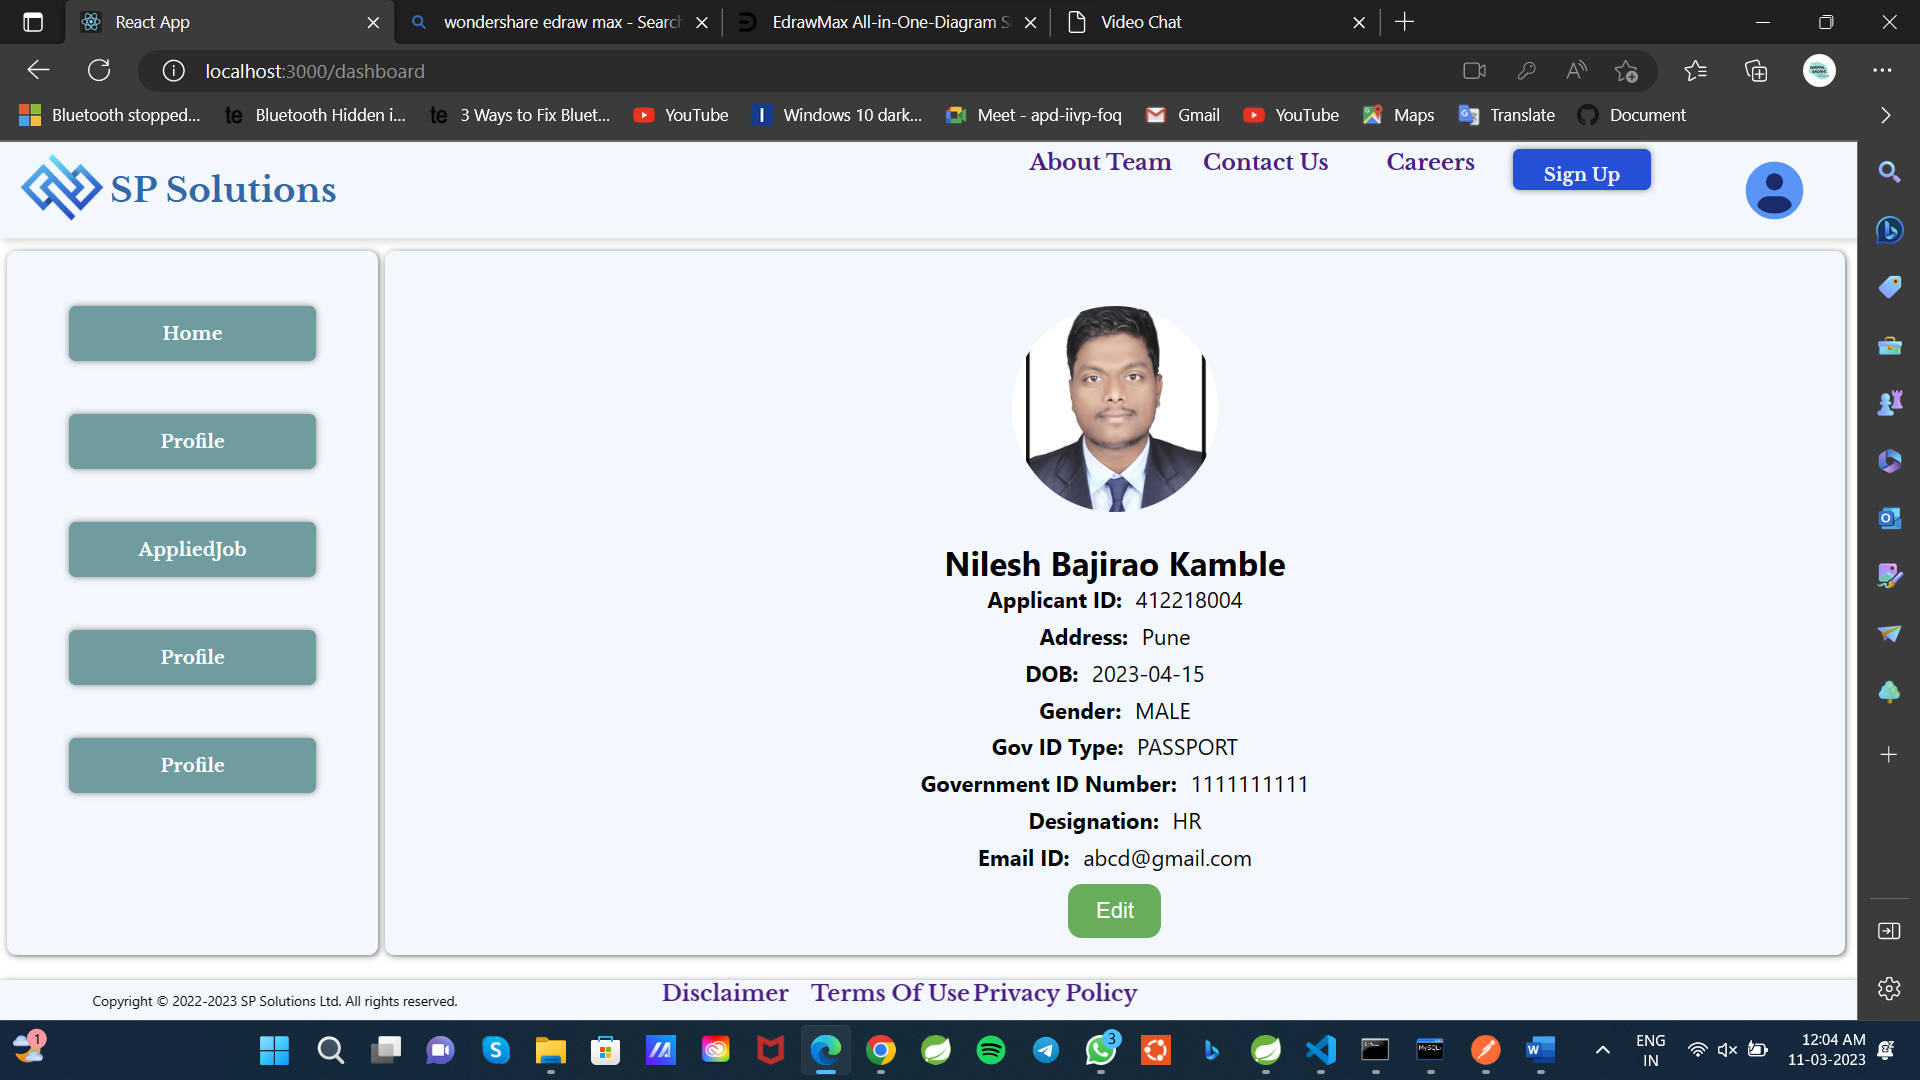 React App
wondershare edraw max - Search
EdrawMax All-in-One-Diagram S
Video Chat
localhost:3000/dashboard
Bluetooth stopped...
Bluetooth Hidden i...
3 Ways to Fix Bluet...
YouTube
Windows 10 dark...
Meet - apd-iivp-foq
Gmail
YouTube
Maps
Translate
Document
SP Solutions
About Team
Contact Us
Careers
Sign Up
Home
Profile
AppliedJob
Profile
Profile
Nilesh Bajirao Kamble
Applicant ID: 412218004
Address: Pune
DOB: 2023-04-15
Gender: MALE
Gov ID Type: PASSPORT
Government ID Number: 1111111111
Designation: HR
Email ID: abcd@gmail.com
Edit
Copyright © 2022-2023 SP Solutions Ltd. All rights reserved.
Disclaimer
Terms Of Use
Privacy Policy
1
3
ENG
IN
12:04 AM
11-03-2023